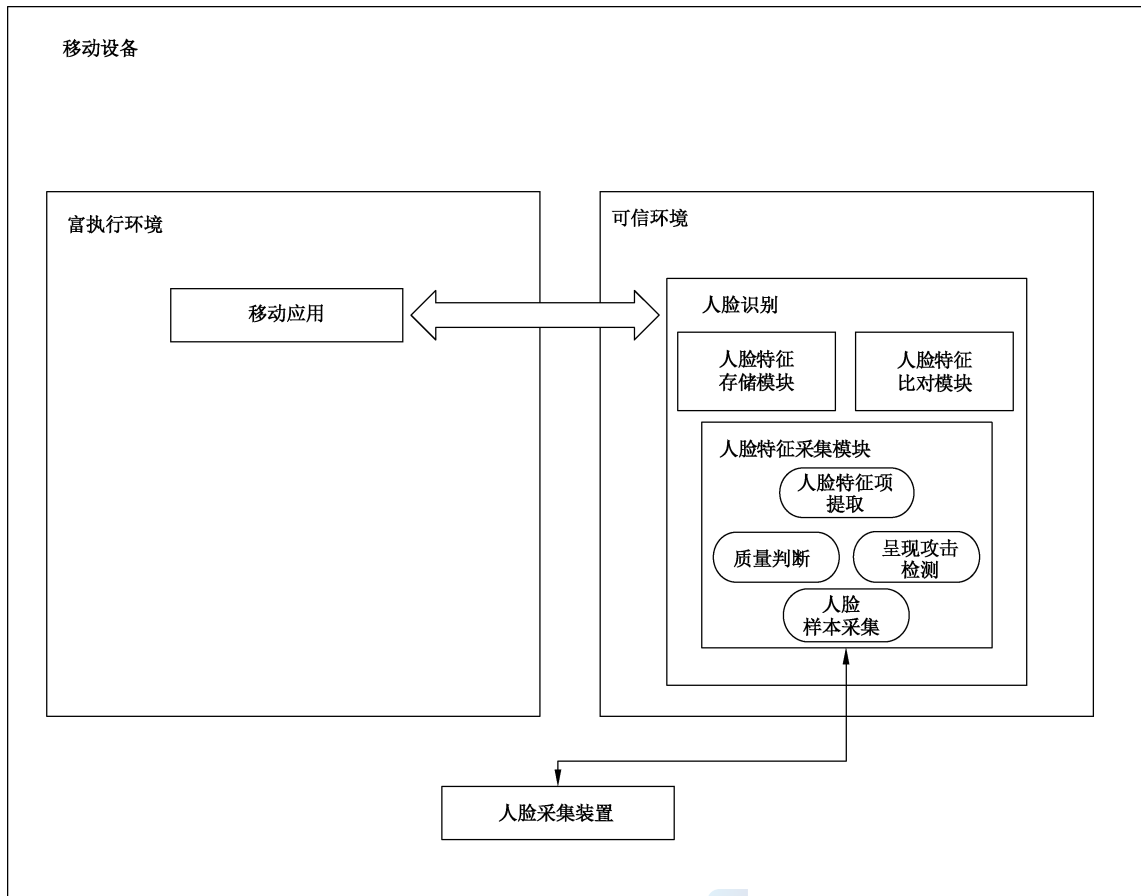 移动设备
富执行环境
移动应用
可信环境
人脸识别
人脸特征
存储模块
人脸特征
比对模块
人脸特征采集模块
人脸特征项
提取
质量判断
呈现攻击
检测
人脸
样本采集
人脸采集装置